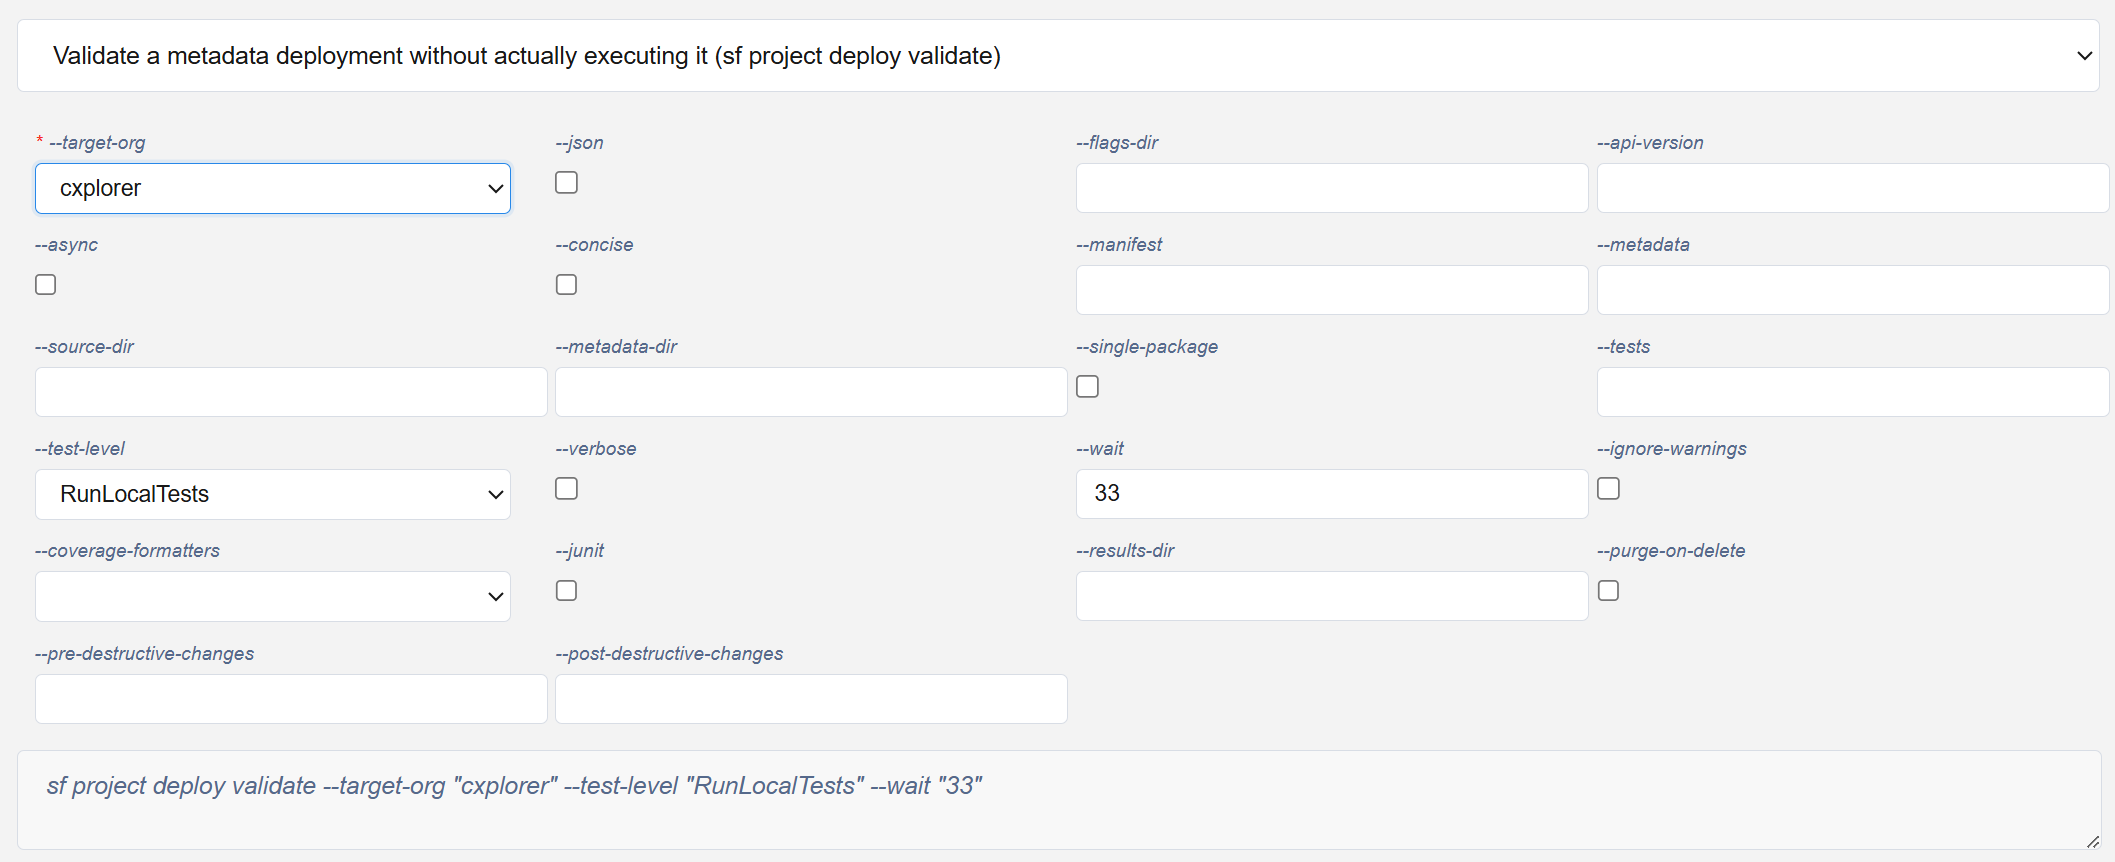 Validate a metadata deployment without actually executing it (sf project deploy validate)
* --target-org
--json
--flags-dir
--api-version
cxplorer
--async
--concise
--manifest
--metadata
--source-dir
--metadata-dir
--single-package
--tests
--test-level
--verbose
--wait
--ignore-warnings
RunLocalTests
33
--coverage-formatters
--junit
--results-dir
--purge-on-delete
--pre-destructive-changes
--post-destructive-changes
sf project deploy validate --target-org "cxplorer" --test-level "RunLocalTests" --wait "33"